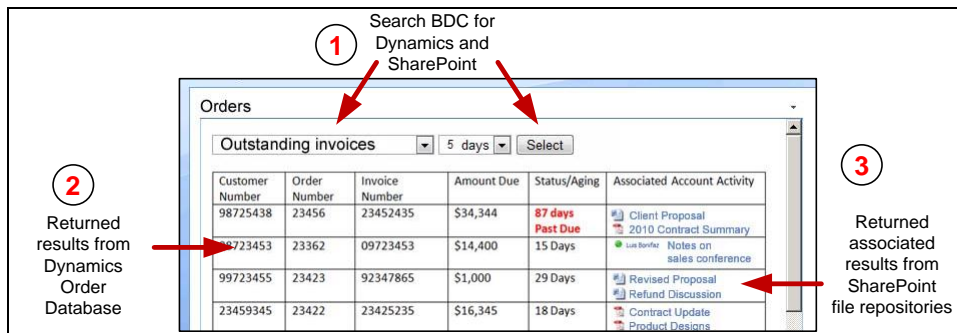 1
Search BDC for
Dynamics and
SharePoint
Orders
Outstanding invoices 5 days Select
2
Returned
results from
Dynamics
Order
Database
Customer Number Order Number Invoice Number Amount Due Status/Aging Associated Account Activity
98725438 23456 23452435 $34,344 87 days Past Due Client Proposal
2010 Contract Summary
98723453 23362 09723453 $14,400 15 Days Luis Bonifaz Notes on
sales conference
99723455 23423 92347865 $1,000 29 Days Revised Proposal
Refund Discussion
23459345 23422 23425235 $16,345 18 Days Contract Update
Product Designs
3
Returned
associated
results from
SharePoint
file repositories